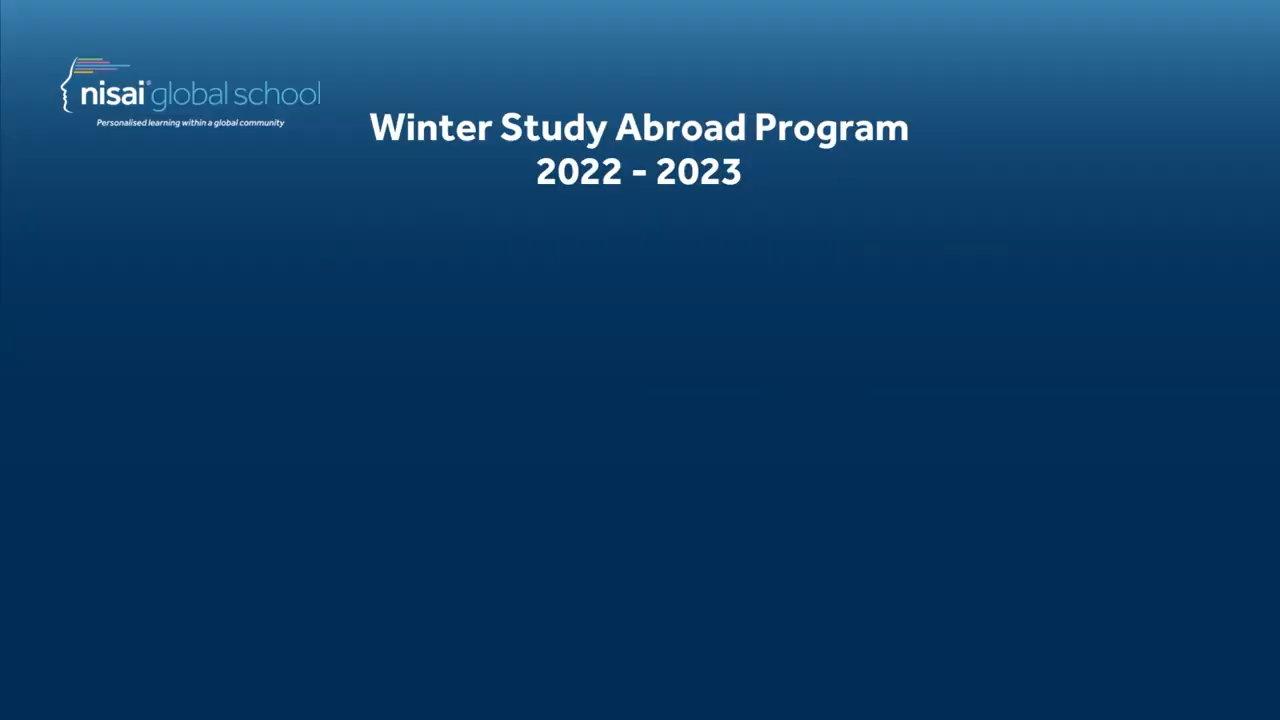 nisai® global school
Personalised learning within a global community
Winter Study Abroad Program
2022 - 2023